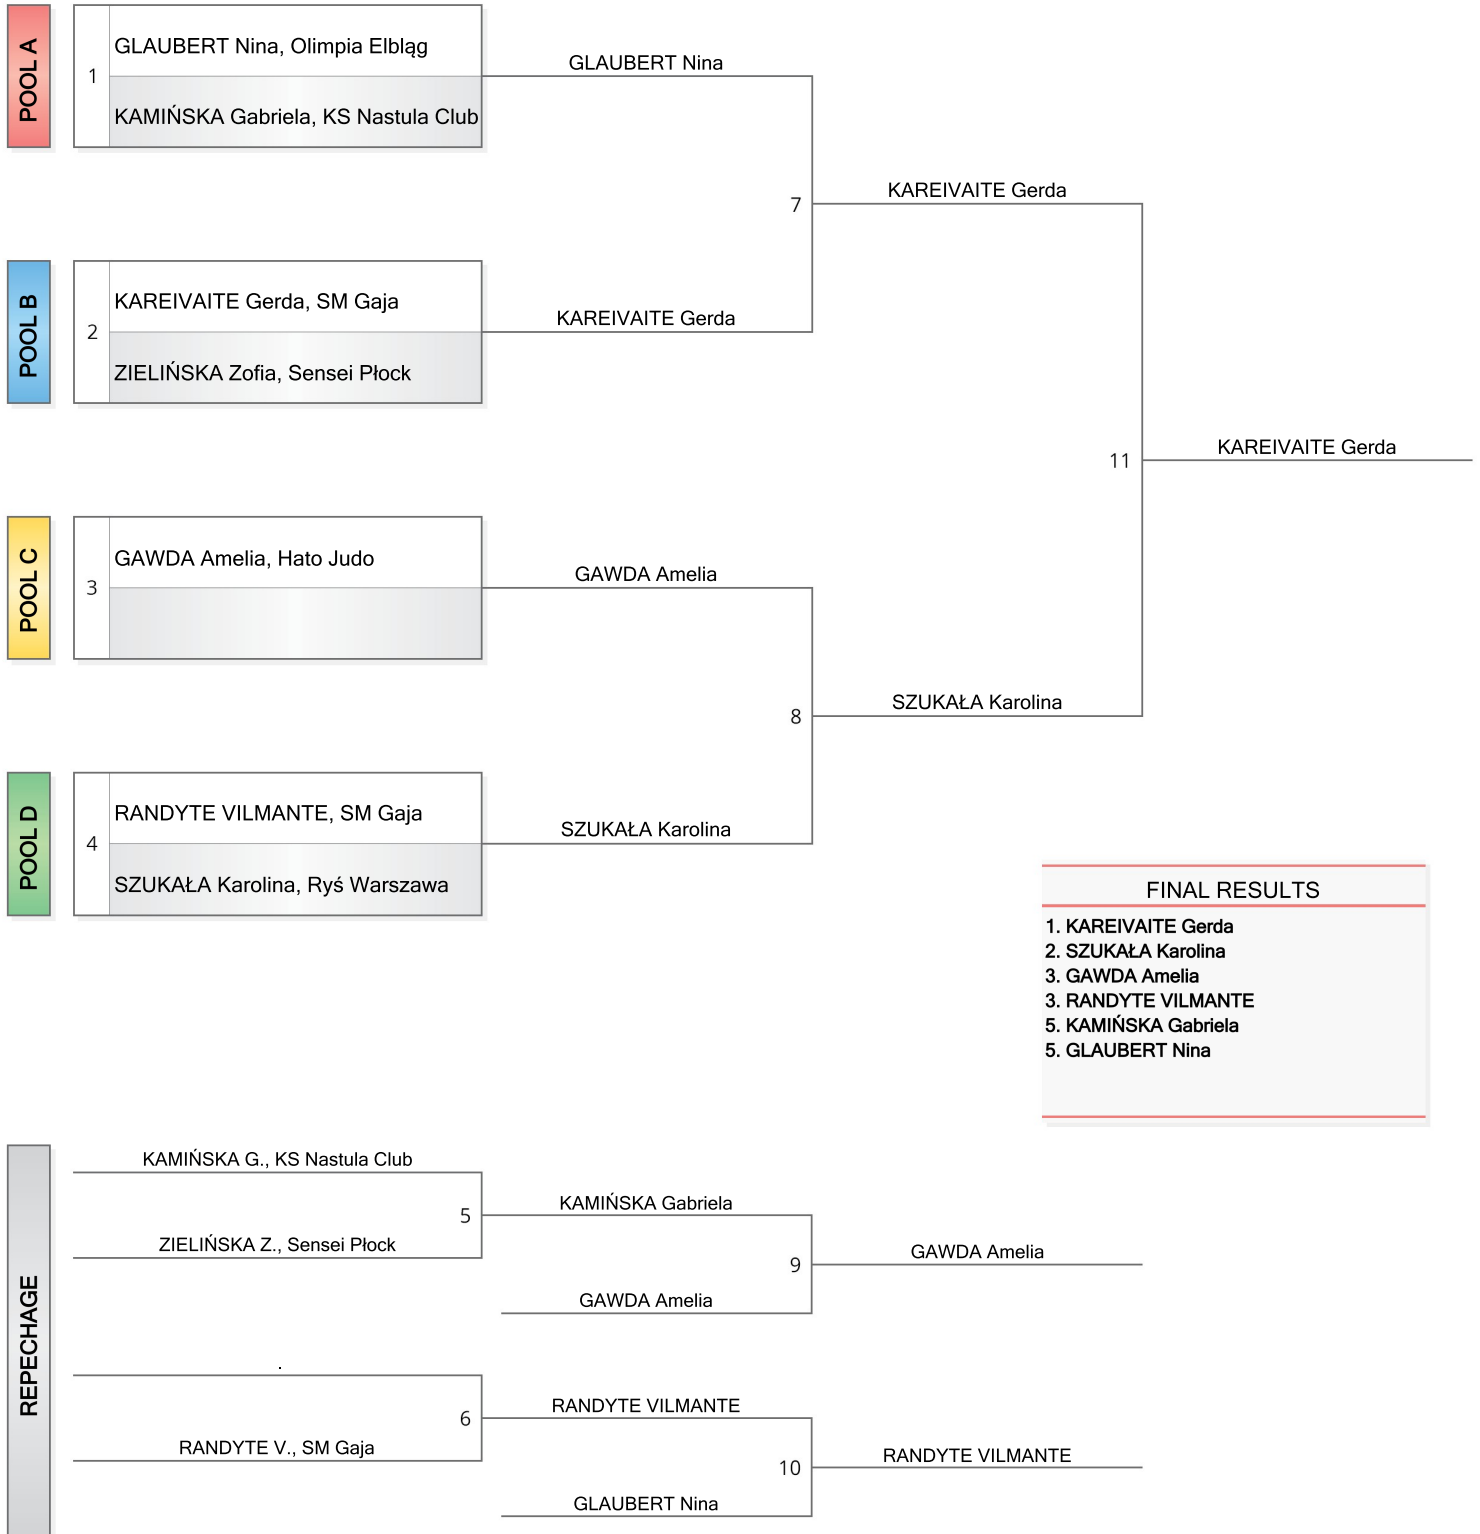 POOL A
1
GLAUBERT Nina, Olimpia Elbląg
KAMIŃSKA Gabriela, KS Nastula Club
GLAUBERT Nina
7
KAREIVAITE Gerda
POOL B
2
KAREIVAITE Gerda, SM Gaja
ZIELIŃSKA Zofia, Sensei Płock
KAREIVAITE Gerda
11
KAREIVAITE Gerda
POOL C
3
GAWDA Amelia, Hato Judo
GAWDA Amelia
8
SZUKAŁA Karolina
POOL D
4
RANDYTE VILMANTE, SM Gaja
SZUKAŁA Karolina, Ryś Warszawa
SZUKAŁA Karolina
FINAL RESULTS
1. KAREIVAITE Gerda
2. SZUKAŁA Karolina
3. GAWDA Amelia
3. RANDYTE VILMANTE
5. KAMIŃSKA Gabriela
5. GLAUBERT Nina
REPECHAGE
KAMIŃSKA G., KS Nastula Club
5
ZIELIŃSKA Z., Sensei Płock
KAMIŃSKA Gabriela
9
GAWDA Amelia
GAWDA Amelia
.
6
RANDYTE V., SM Gaja
RANDYTE VILMANTE
10
GLAUBERT Nina
RANDYTE VILMANTE